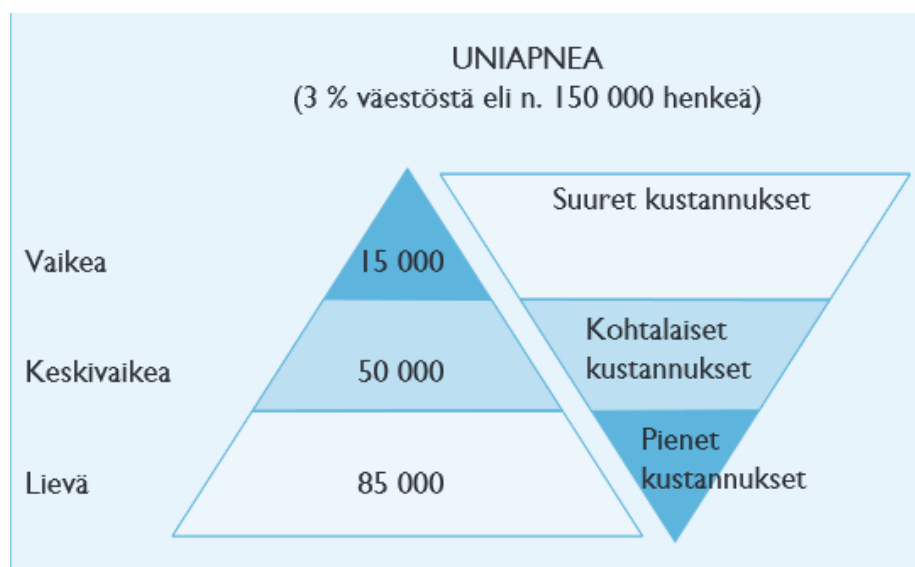 UNIAPNEA
(3 % väestöstä eli n. 150 000 henkeä)
Suuret kustannukset
Vaikea
15 000
Kohtalaiset
kustannukset
Keskivaikea
50 000
Pienet
kustannukset
Lievä
85 000